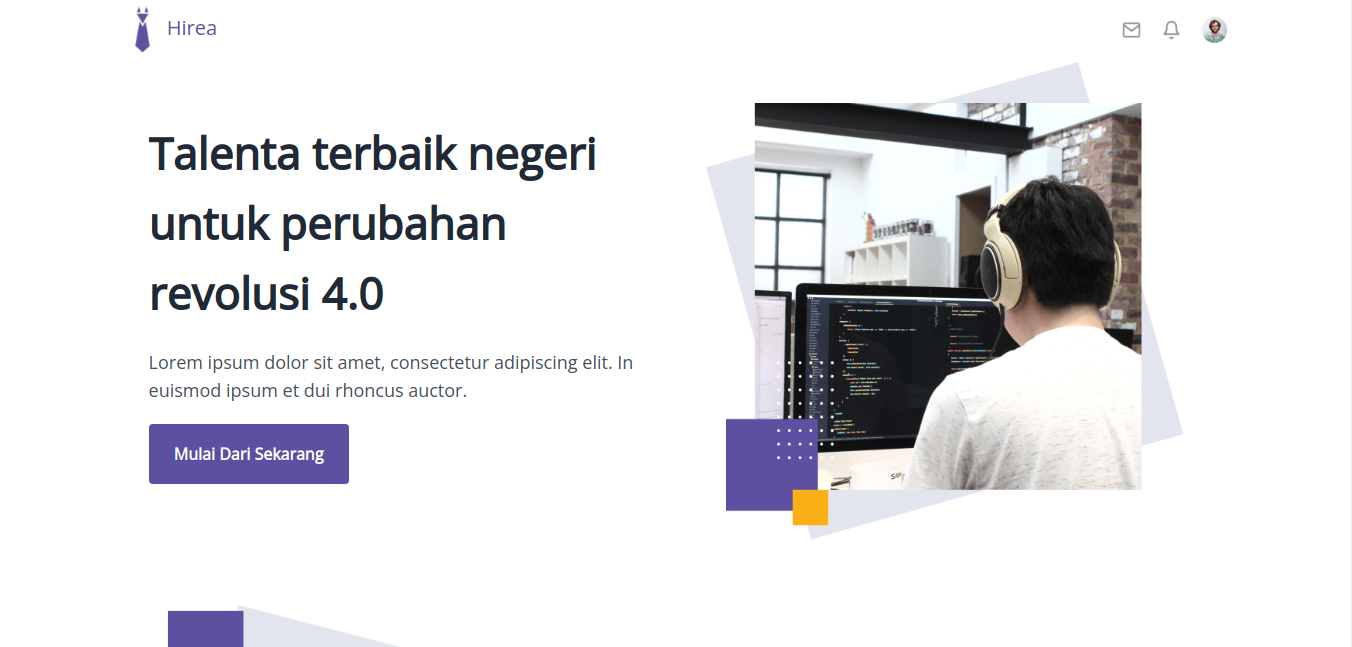 Hirea
Talenta terbaik negeri
untuk perubahan
revolusi 4.0
Lorem ipsum dolor sit amet, consectetur adipiscing elit. In
euismod ipsum et dui rhoncus auctor.
Mulai Dari Sekarang